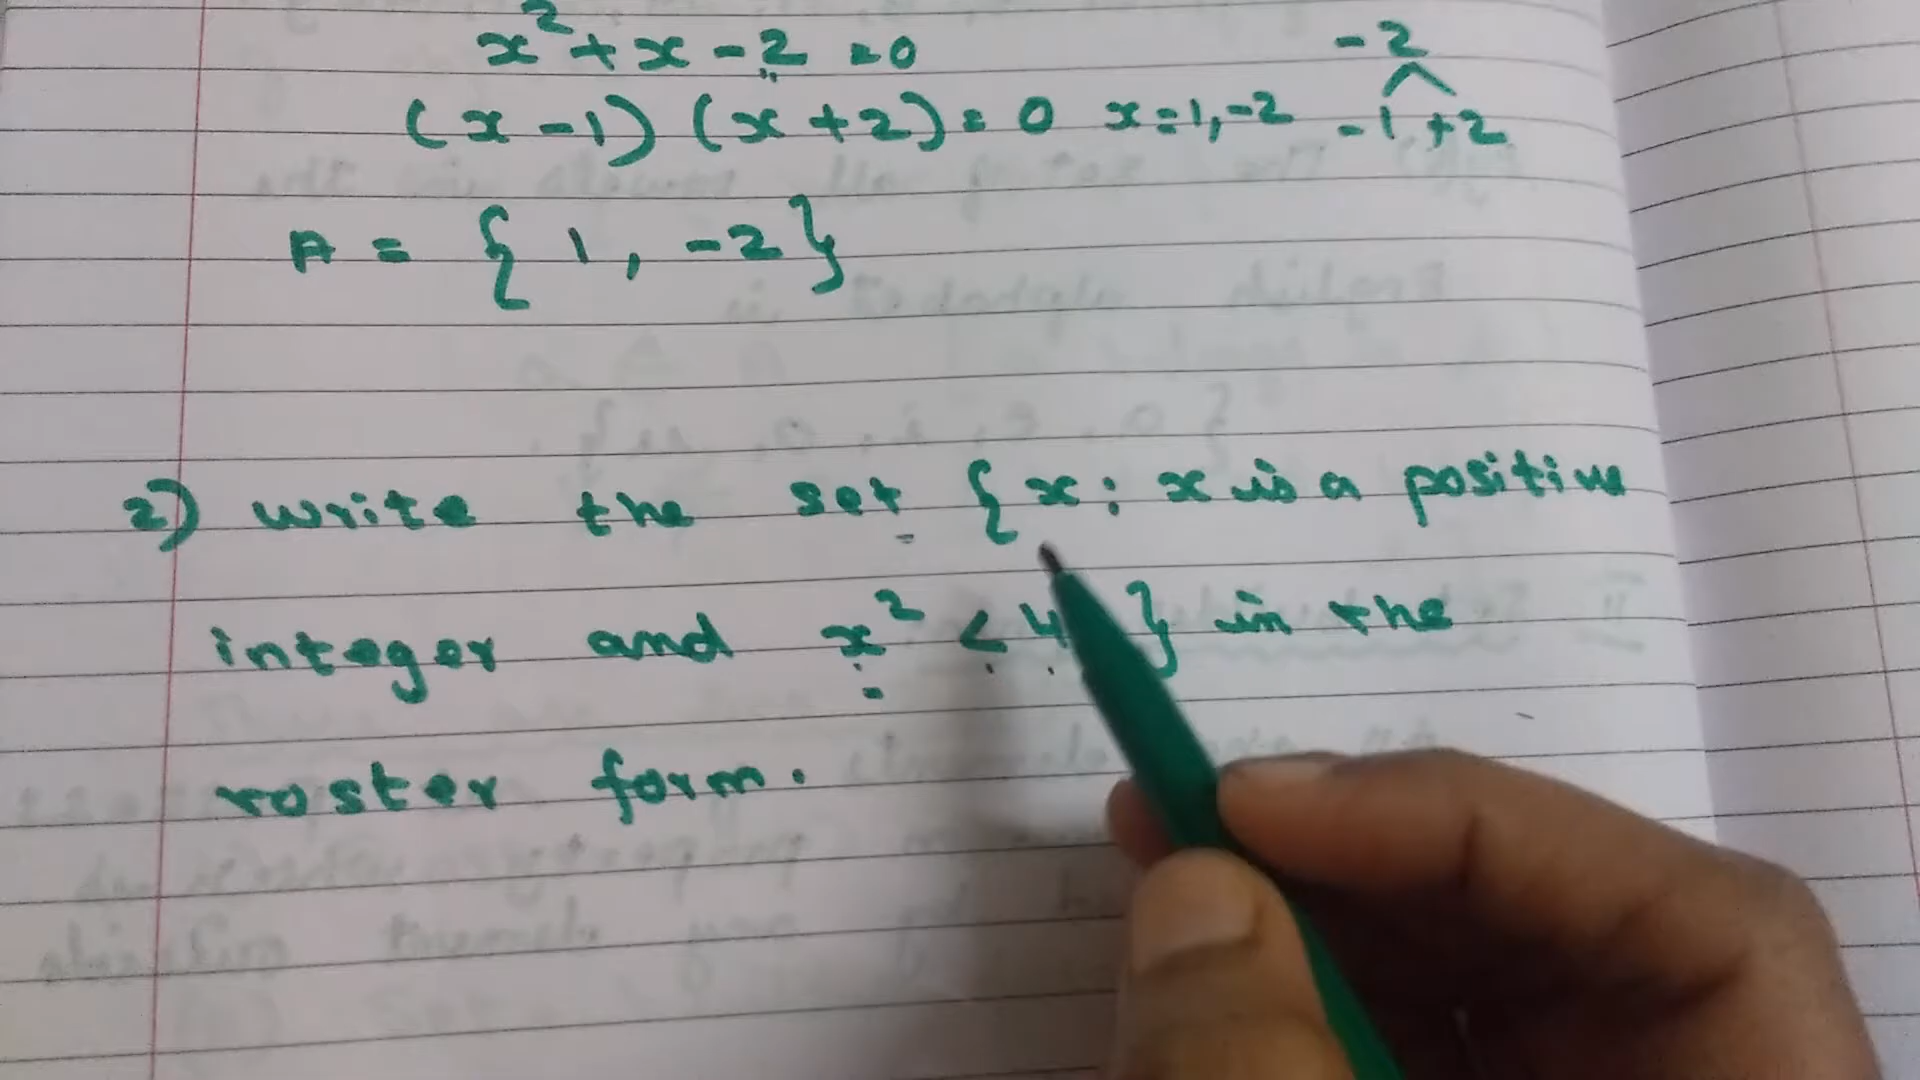 x² + x - 2 = 0
-2
(x - 1) (x + 2) = 0 x = 1, -2 -1 +2
A = { 1, -2 }
2) write the set { x : x is a positive
integer and x² < 4 } in the
roster form.